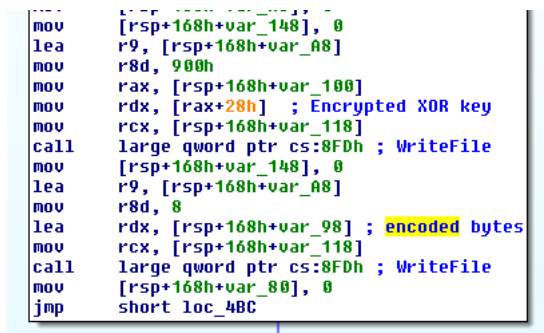 mov [rsp+168h+var_148], 0
lea r9, [rsp+168h+var_A8]
mov r8d, 900h
mov rax, [rsp+168h+var_100]
mov rdx, [rax+28h] ; Encrypted XOR key
mov rcx, [rsp+168h+var_118]
call large qword ptr cs:8FDh ; WriteFile
mov [rsp+168h+var_148], 0
lea r9, [rsp+168h+var_A8]
mov r8d, 8
lea rdx, [rsp+168h+var_98] ; encoded bytes
mov rcx, [rsp+168h+var_118]
call large qword ptr cs:8FDh ; WriteFile
mov [rsp+168h+var_80], 0
jmp short loc_4BC